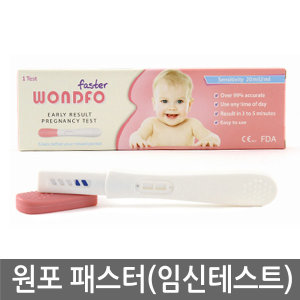 1 Test
faster
WONDFO
EARLY RESULT
PREGNANCY TEST
Sensitivity 20 mIU/ml
Over 99% accurate
Use any time of day
Result in 3 to 5 minutes
Easy to use
CE FDA
원포 패스터(임신테스트)